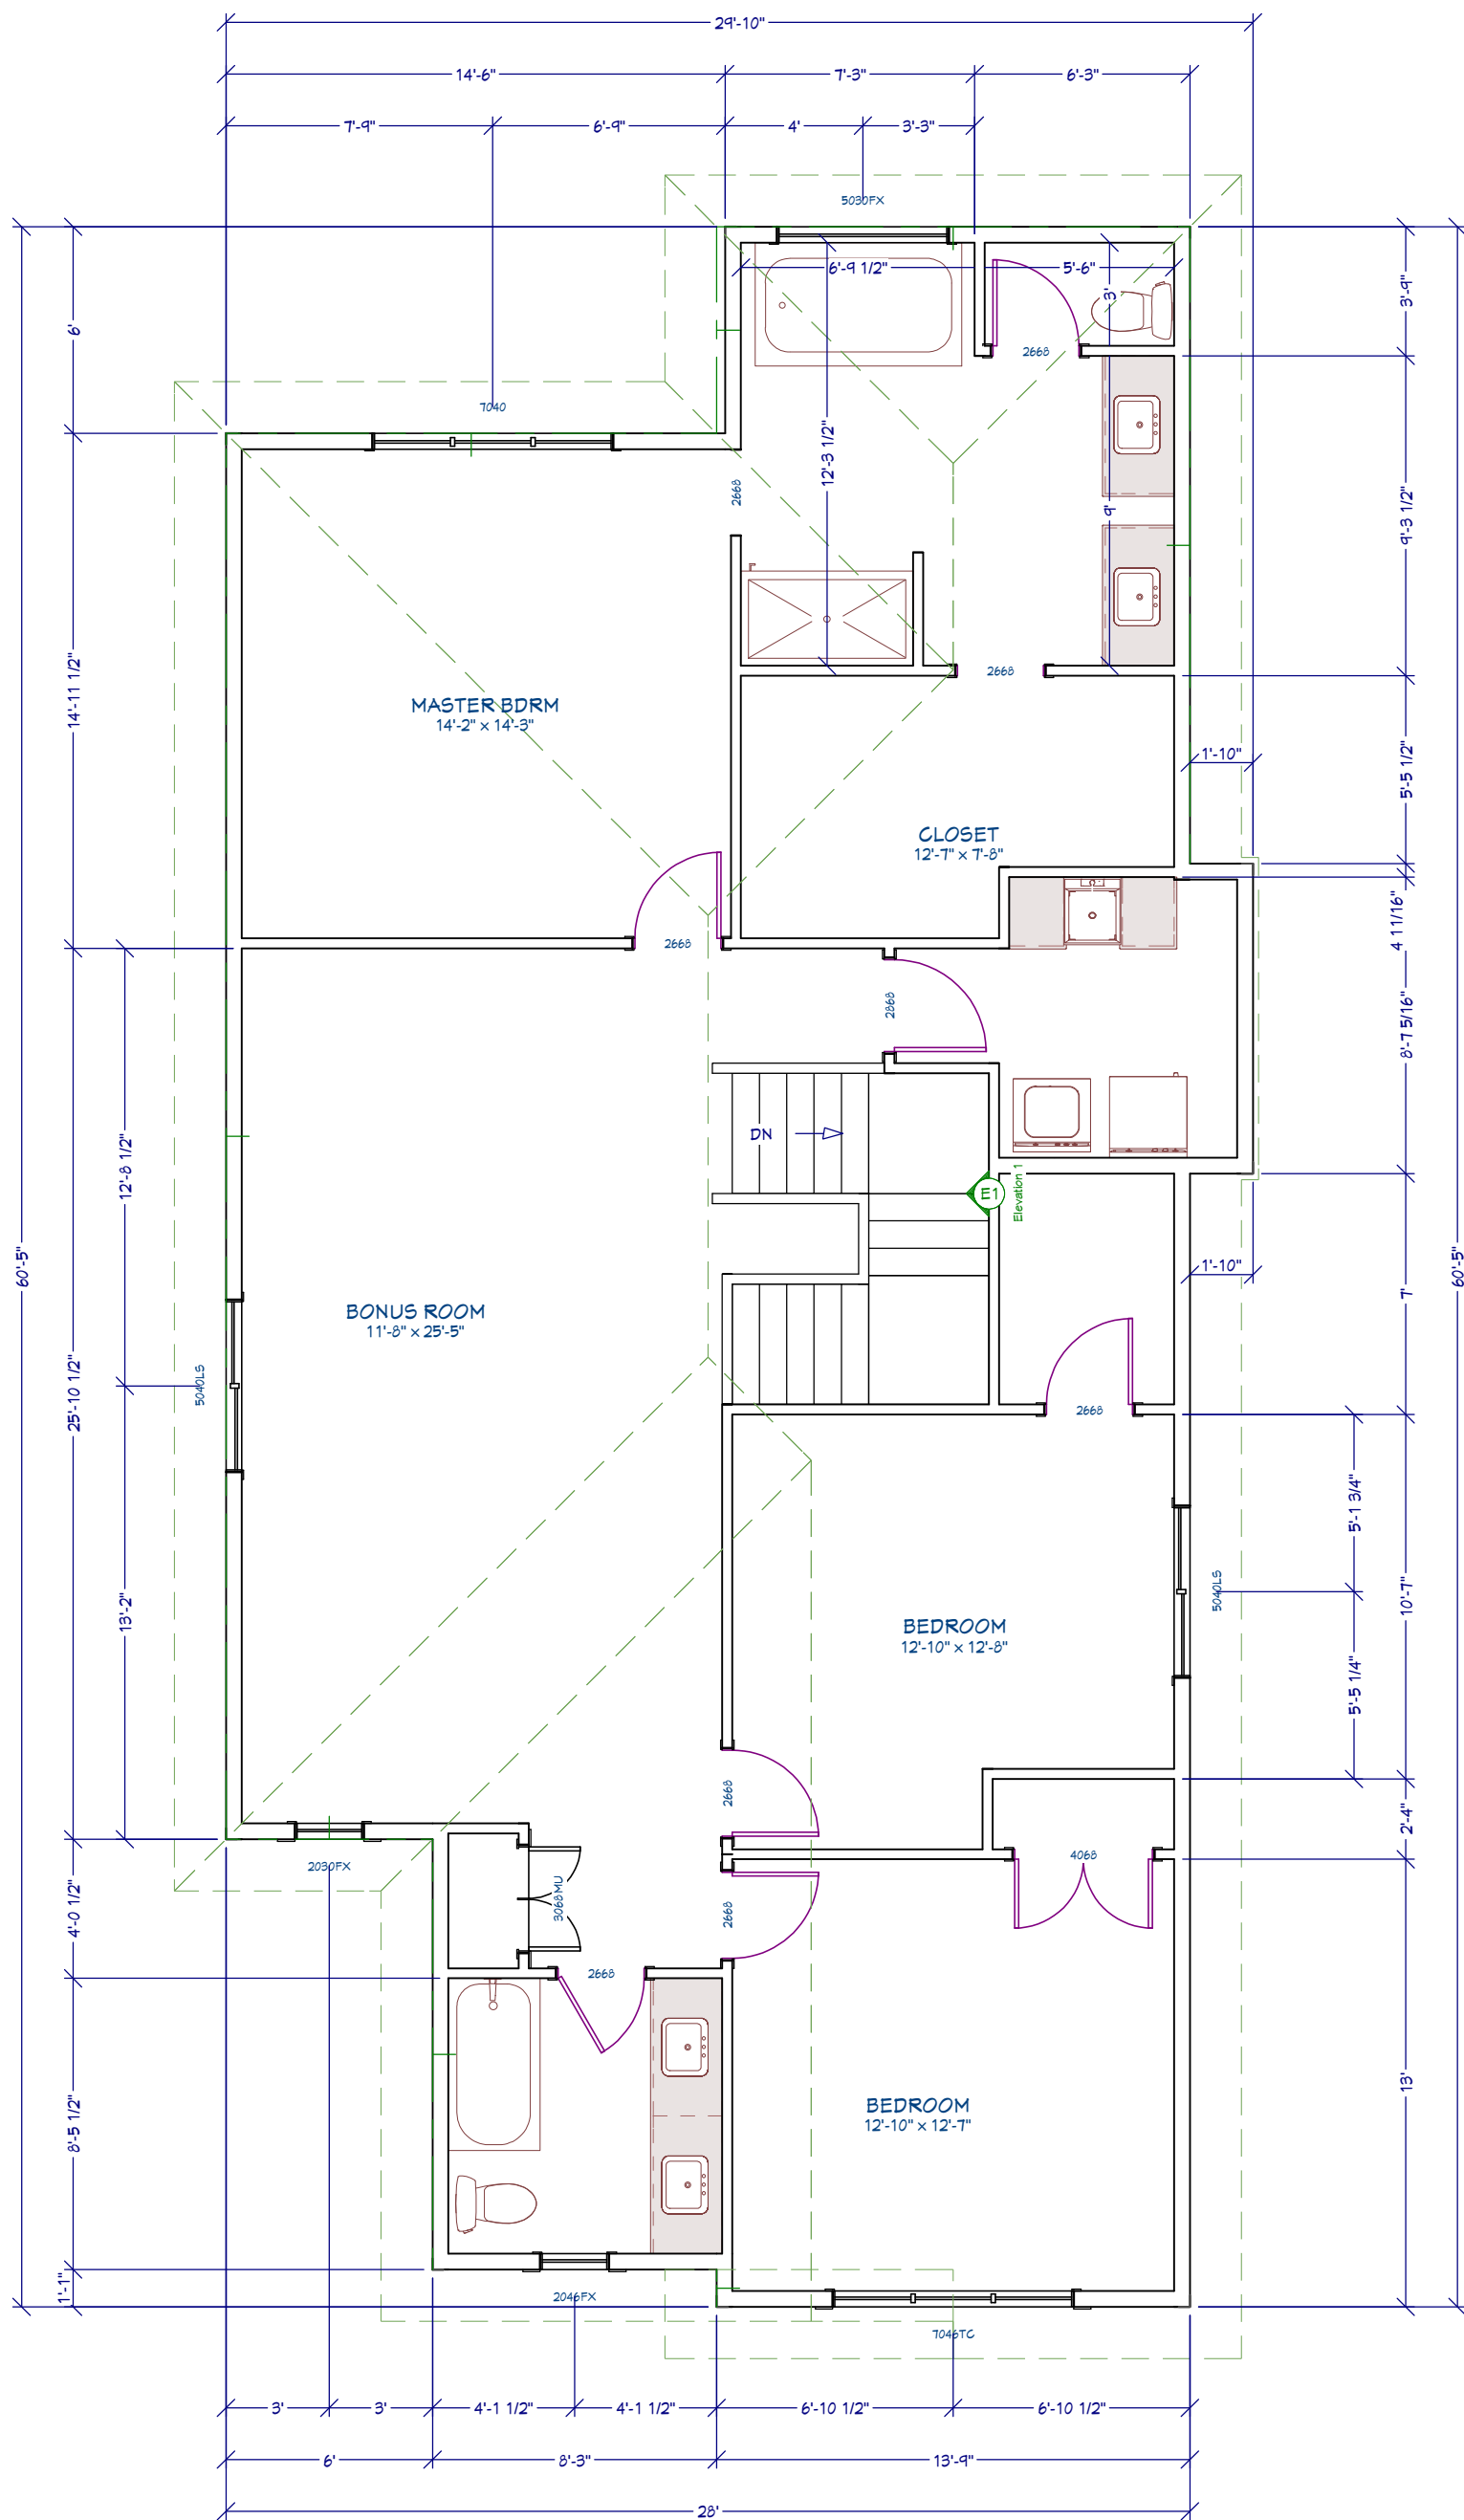 29'-10"
14'-6" 7'-3" 6'-3"
7'-9" 6'-9" 4' 3'-3"
5030FX
6'-9 1/2" 5'-6"
3'
3'-9"
6'
2668
7040
12'-3 1/2"
2668
9'
9'-3 1/2"
2668
14'-11 1/2"
MASTER BDRM
14'-2" x 14'-3"
1'-10"
5'-5 1/2"
CLOSET
12'-7" x 7'-8"
4 11/16"
2668
2868
8'-7 5/16"
DN
12'-8 1/2"
E1
Elevation 1
60'-5"
60'-5"
1'-10"
7'
BONUS ROOM
11'-8" x 25'-5"
5040LS
25'-10 1/2"
2668
5'-1 3/4"
13'-2"
5040LS
10'-7"
BEDROOM
12'-10" x 12'-8"
5'-5 1/4"
2668
2'-4"
4068
2030FX
3068MU
2668
4'-0 1/2"
2668
13'
BEDROOM
12'-10" x 12'-7"
8'-5 1/2"
1'-1"
2046FX
7046TC
3' 3' 4'-1 1/2" 4'-1 1/2" 6'-10 1/2" 6'-10 1/2"
6' 8'-3" 13'-9"
28'